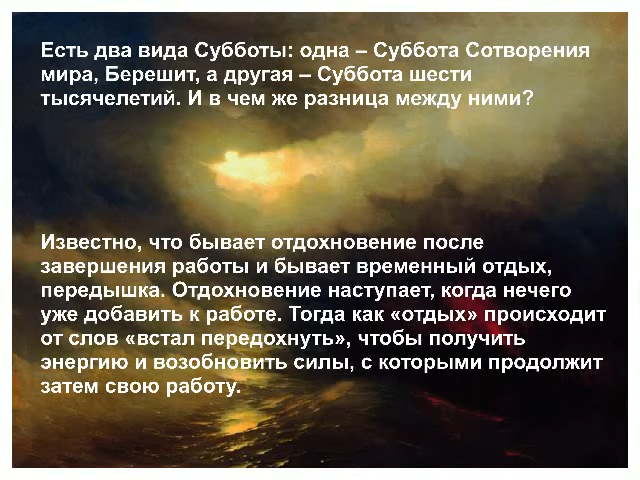 Есть два вида Субботы: одна – Суббота Сотворения
мира, Берешит, а другая – Суббота шести
тысячелетий. И в чем же разница между ними?
Известно, что бывает отдохновение после
завершения работы и бывает временный отдых,
передышка. Отдохновение наступает, когда нечего
уже добавить к работе. Тогда как «отдых» происходит
от слов «встал передохнуть», чтобы получить
энергию и возобновить силы, с которыми продолжит
затем свою работу.